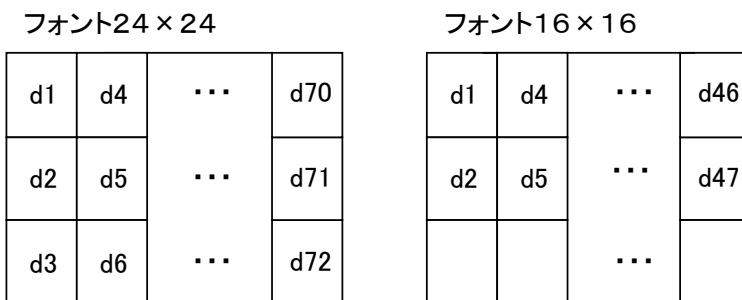 フォント24×24 フォント16×16
d1 d4 ・・・ d70 d1 d4 ・・・ d46
d2 d5 ・・・ d71 d2 d5 ・・・ d47
d3 d6 ・・・ d72 ・・・